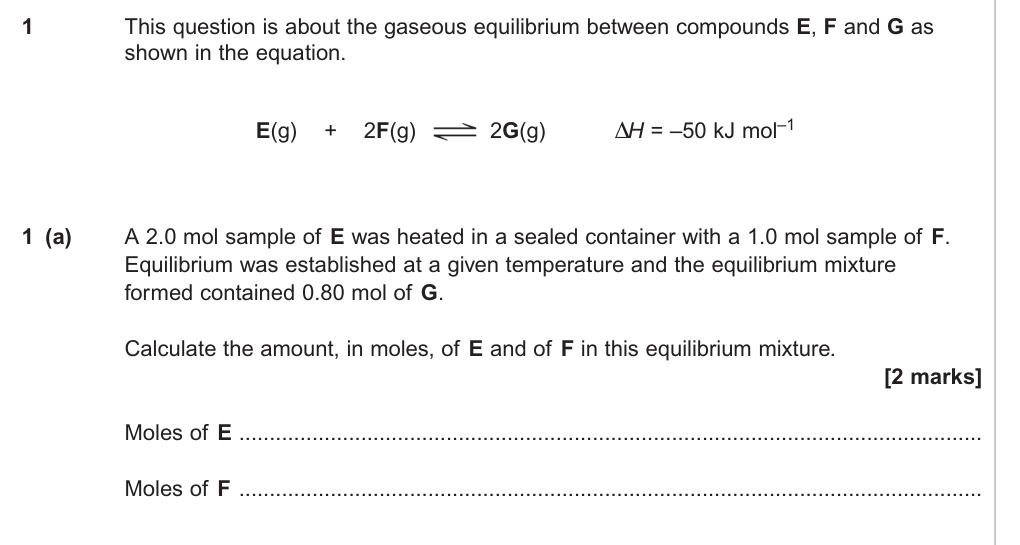 1 This question is about the gaseous equilibrium between compounds E, F and G as
shown in the equation.
E(g) + 2F(g) ⇌ 2G(g) ΔH = –50 kJ mol⁻¹
1 (a) A 2.0 mol sample of E was heated in a sealed container with a 1.0 mol sample of F.
Equilibrium was established at a given temperature and the equilibrium mixture
formed contained 0.80 mol of G.
Calculate the amount, in moles, of E and of F in this equilibrium mixture.
[2 marks]
Moles of E ..............................................................................................................................
Moles of F ..............................................................................................................................